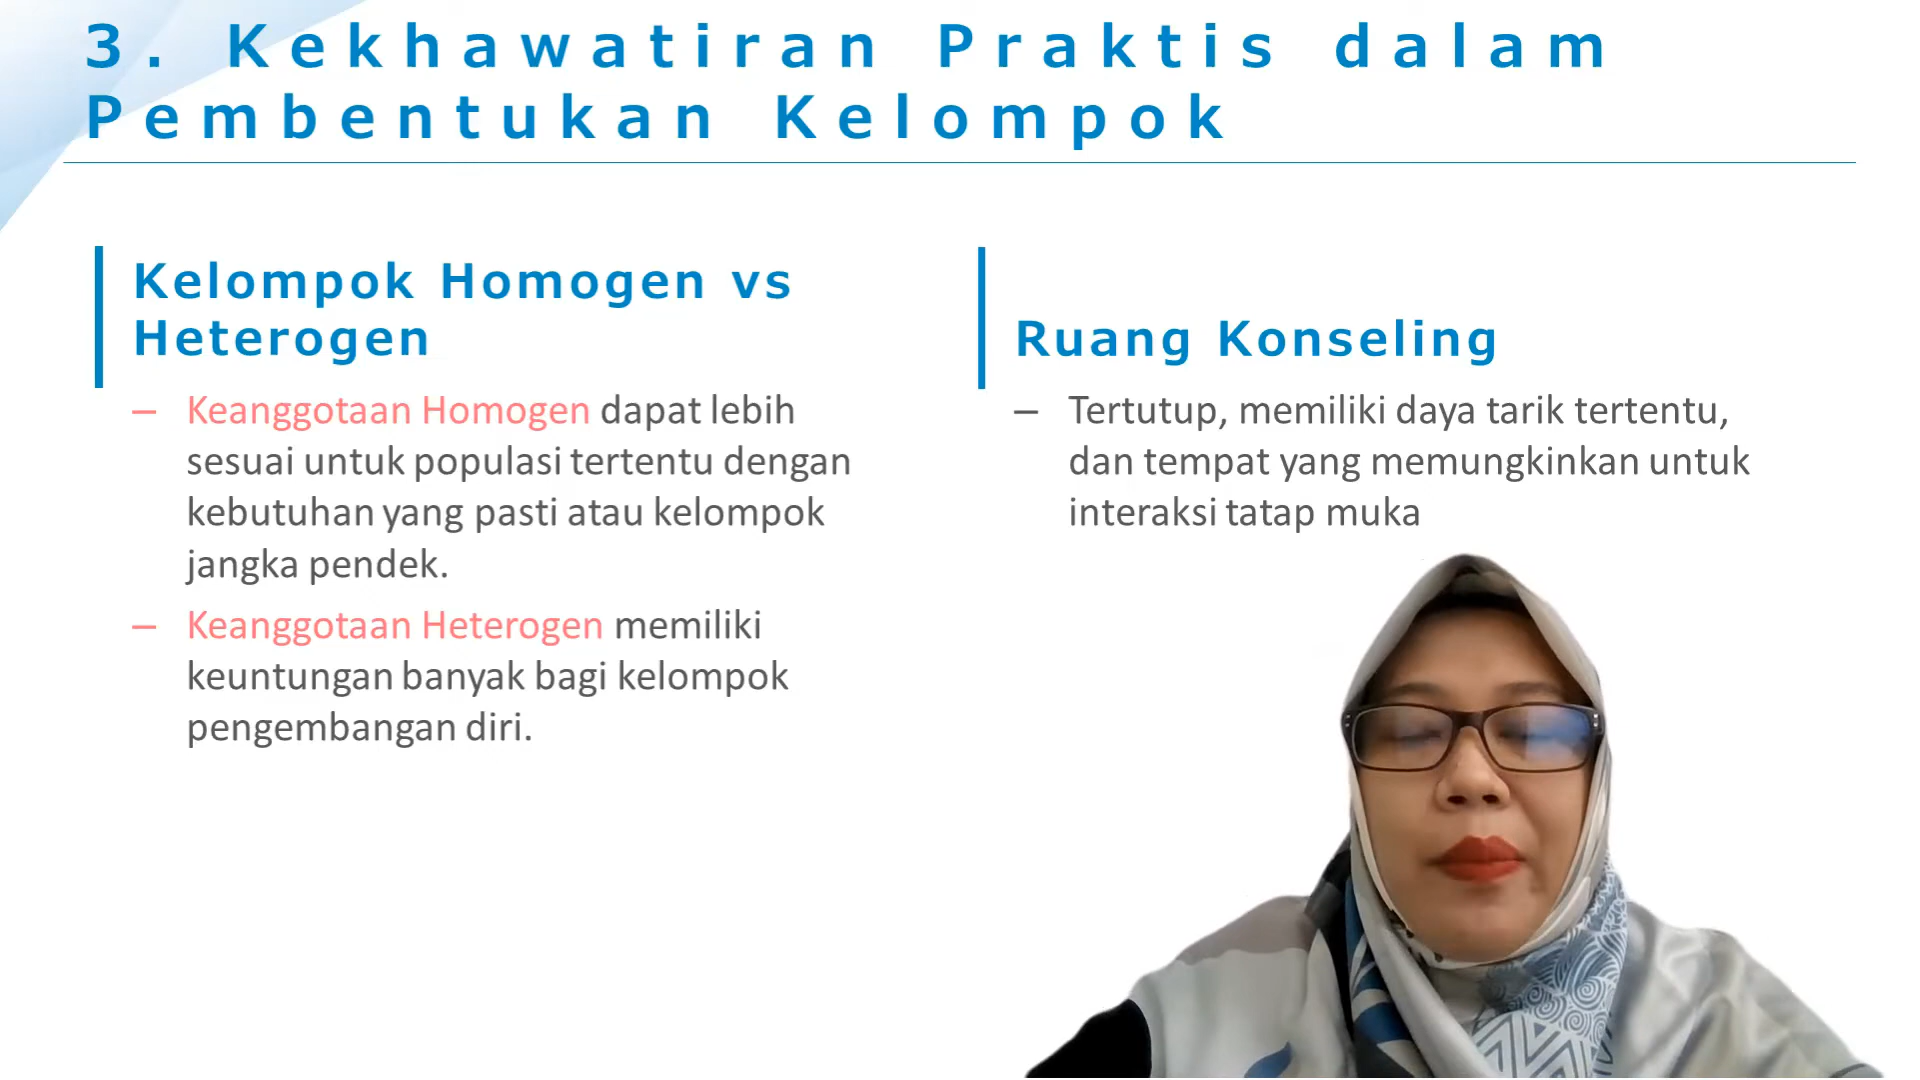 3. Kekhawatiran Praktis dalam
Pembentukan Kelompok
Kelompok Homogen vs
Heterogen
– Keanggotaan Homogen dapat lebih
sesuai untuk populasi tertentu dengan
kebutuhan yang pasti atau kelompok
jangka pendek.
– Keanggotaan Heterogen memiliki
keuntungan banyak bagi kelompok
pengembangan diri.
Ruang Konseling
– Tertutup, memiliki daya tarik tertentu,
dan tempat yang memungkinkan untuk
interaksi tatap muka